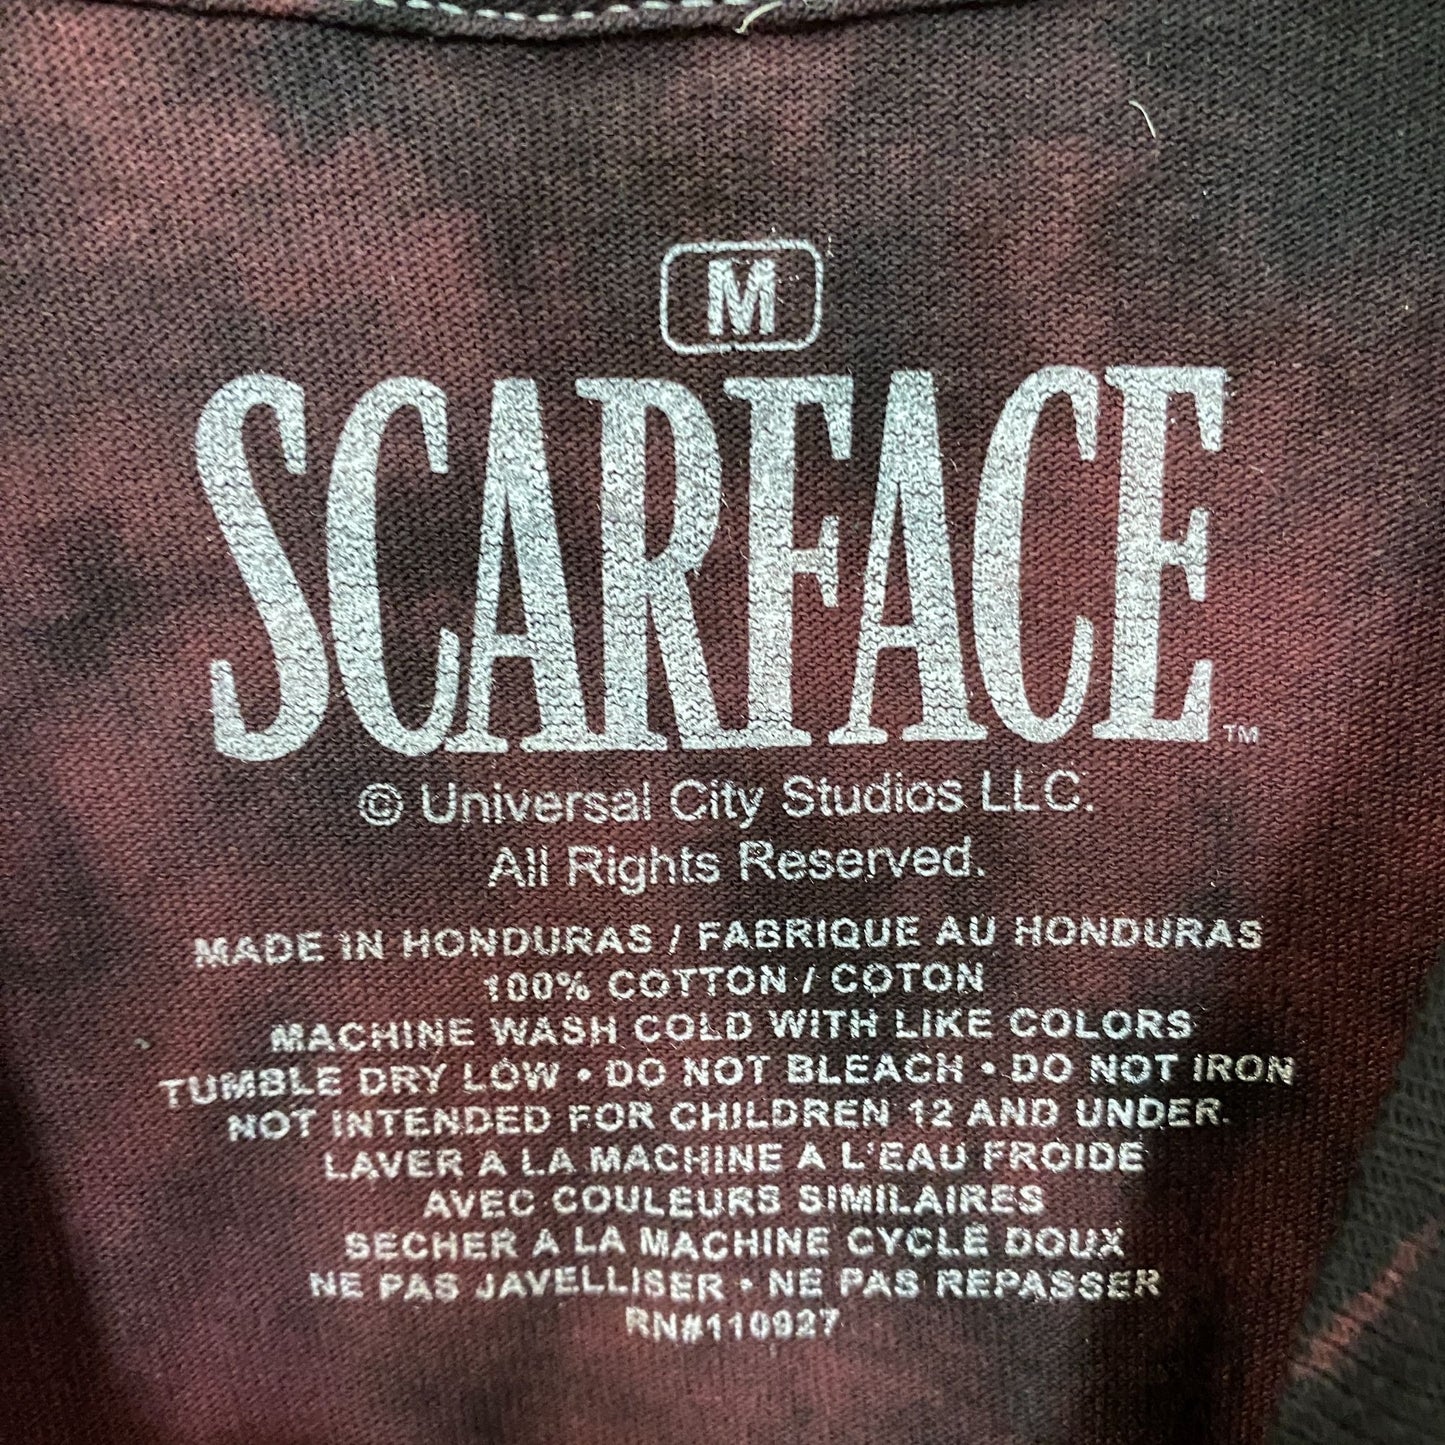 M
SCARFACE™
© Universal City Studios LLC.
All Rights Reserved.
MADE IN HONDURAS / FABRIQUE AU HONDURAS
100% COTTON / COTON
MACHINE WASH COLD WITH LIKE COLORS
TUMBLE DRY LOW • DO NOT BLEACH • DO NOT IRON
NOT INTENDED FOR CHILDREN 12 AND UNDER.
LAVER A LA MACHINE A L'EAU FROIDE
AVEC COULEURS SIMILAIRES
SECHER A LA MACHINE CYCLE DOUX
NE PAS JAVELLISER • NE PAS REPASSER
RN#110927